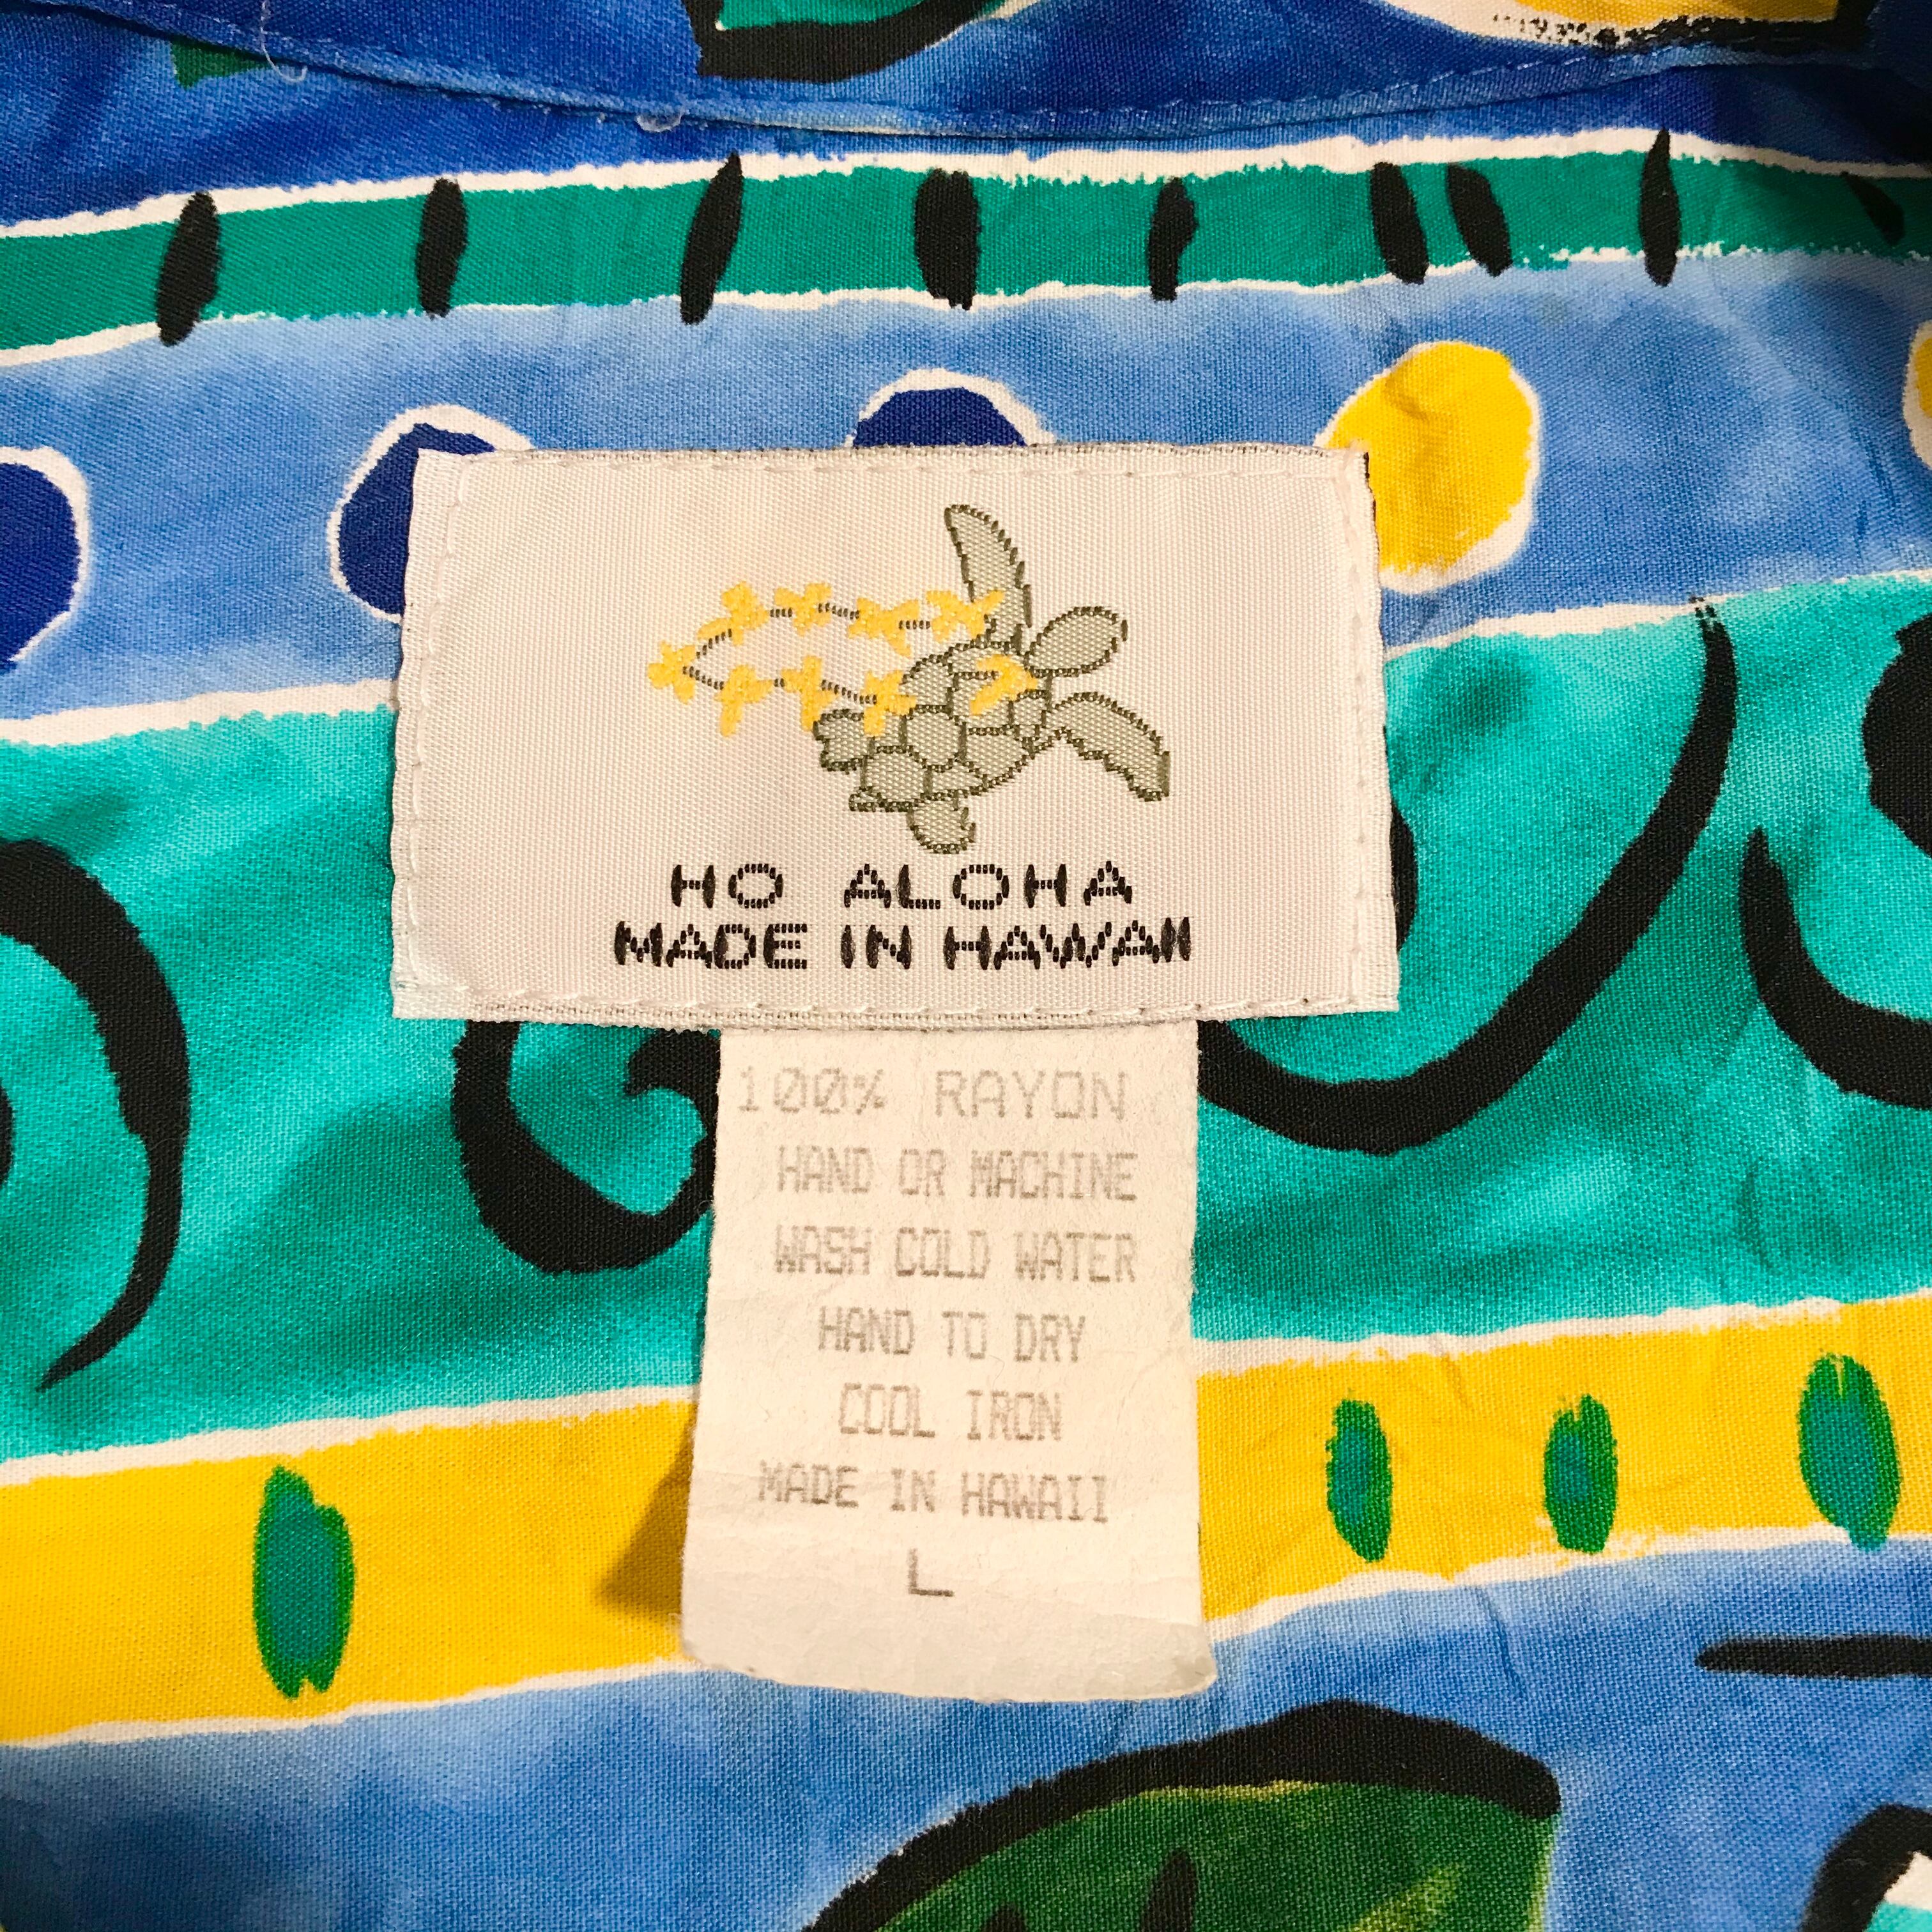 HO ALOHA
MADE IN HAWAII
100% RAYON
HAND OR MACHINE
WASH COLD WATER
HAND TO DRY
COOL IRON
MADE IN HAWAII
L